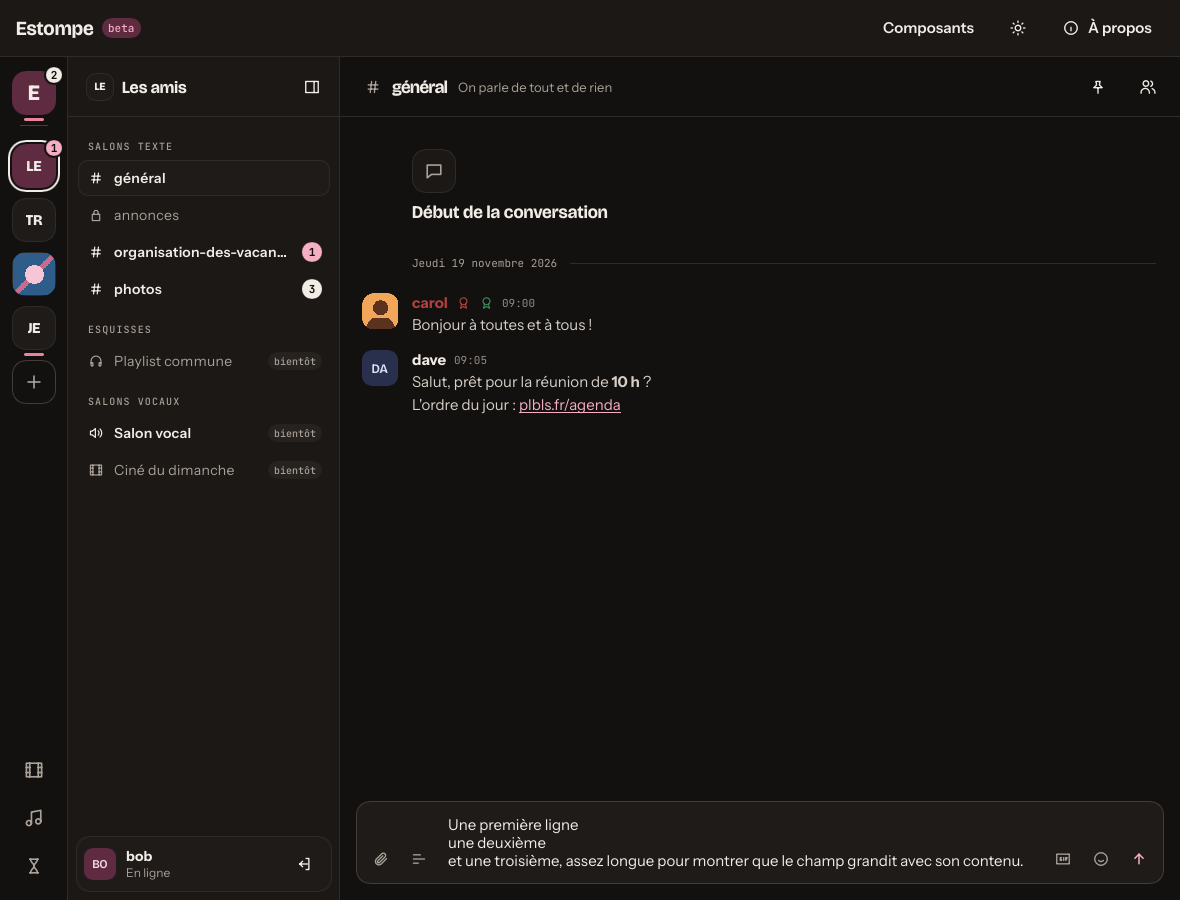 Estompe beta
Composants
À propos
E 2
LE 1
TR
JE
LE Les amis
SALONS TEXTE
# général
annonces
# organisation-des-vacan… 1
# photos 3
ESQUISSES
Playlist commune bientôt
SALONS VOCAUX
Salon vocal bientôt
Ciné du dimanche bientôt
BO bob
En ligne
# général On parle de tout et de rien
Début de la conversation
Jeudi 19 novembre 2026
carol 09:00
Bonjour à toutes et à tous !
DA dave 09:05
Salut, prêt pour la réunion de 10 h ?
L'ordre du jour : plbls.fr/agenda
Une première ligne
une deuxième
et une troisième, assez longue pour montrer que le champ grandit avec son contenu.
GIF